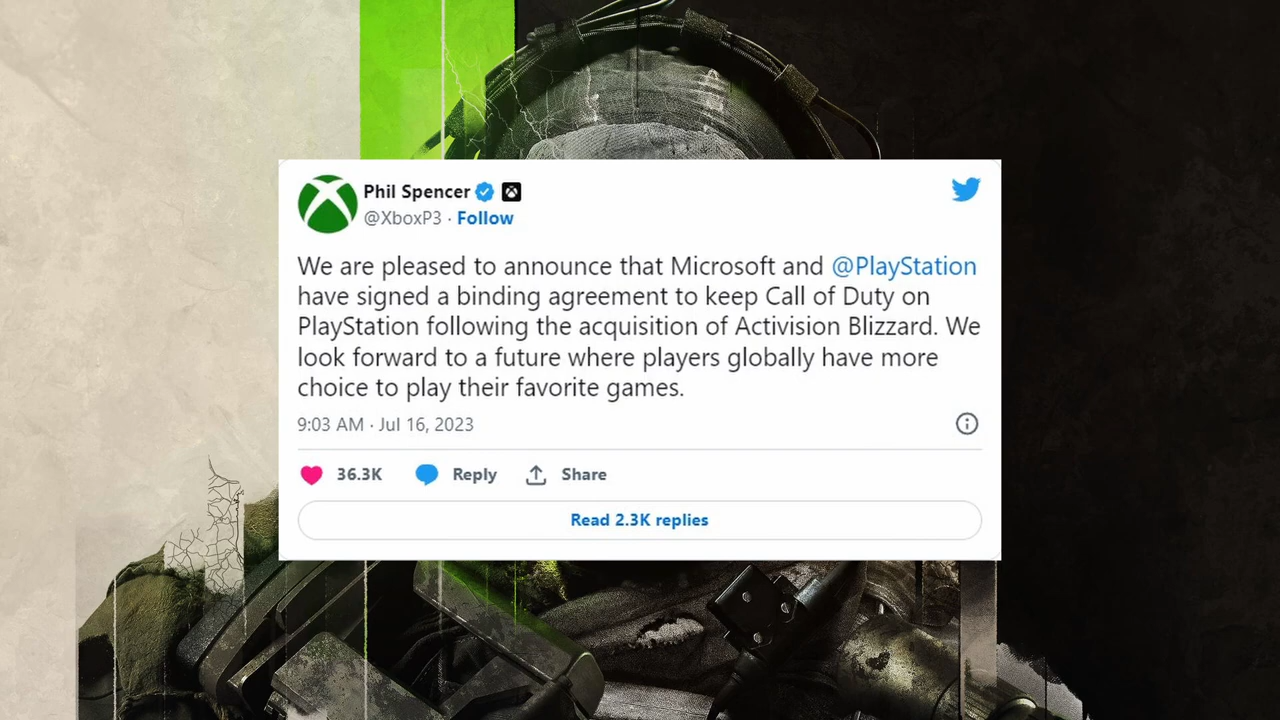 Phil Spencer
@XboxP3 · Follow
We are pleased to announce that Microsoft and @PlayStation
have signed a binding agreement to keep Call of Duty on
PlayStation following the acquisition of Activision Blizzard. We
look forward to a future where players globally have more
choice to play their favorite games.
9:03 AM · Jul 16, 2023
36.3K Reply Share
Read 2.3K replies